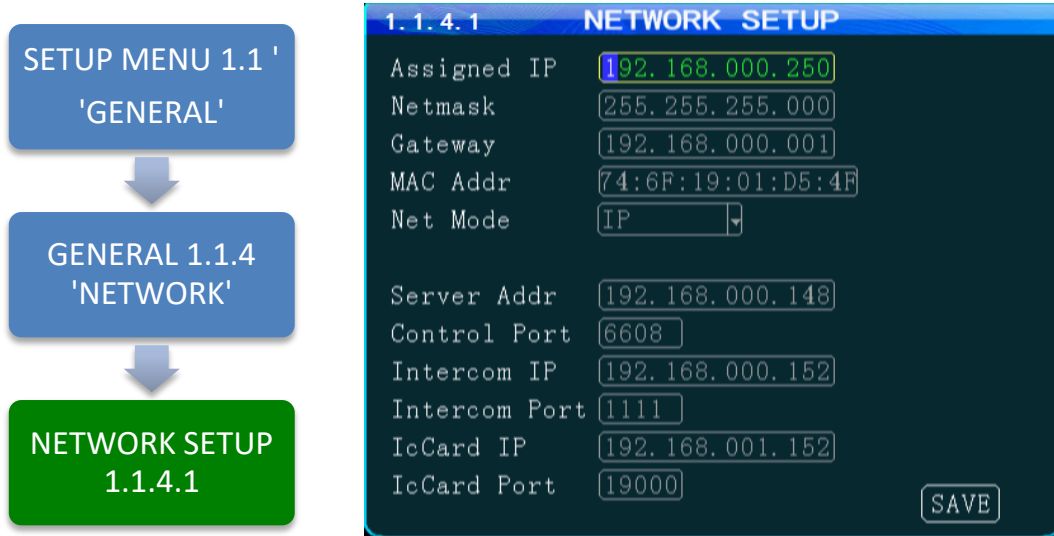 SETUP MENU 1.1 '
'GENERAL'
GENERAL 1.1.4
'NETWORK'
NETWORK SETUP
1.1.4.1
1.1.4.1 NETWORK SETUP
Assigned IP 192.168.000.250
Netmask 255.255.255.000
Gateway 192.168.000.001
MAC Addr 74:6F:19:01:D5:4F
Net Mode IP
Server Addr 192.168.000.148
Control Port 6608
Intercom IP 192.168.000.152
Intercom Port 1111
IcCard IP 192.168.001.152
IcCard Port 19000
SAVE